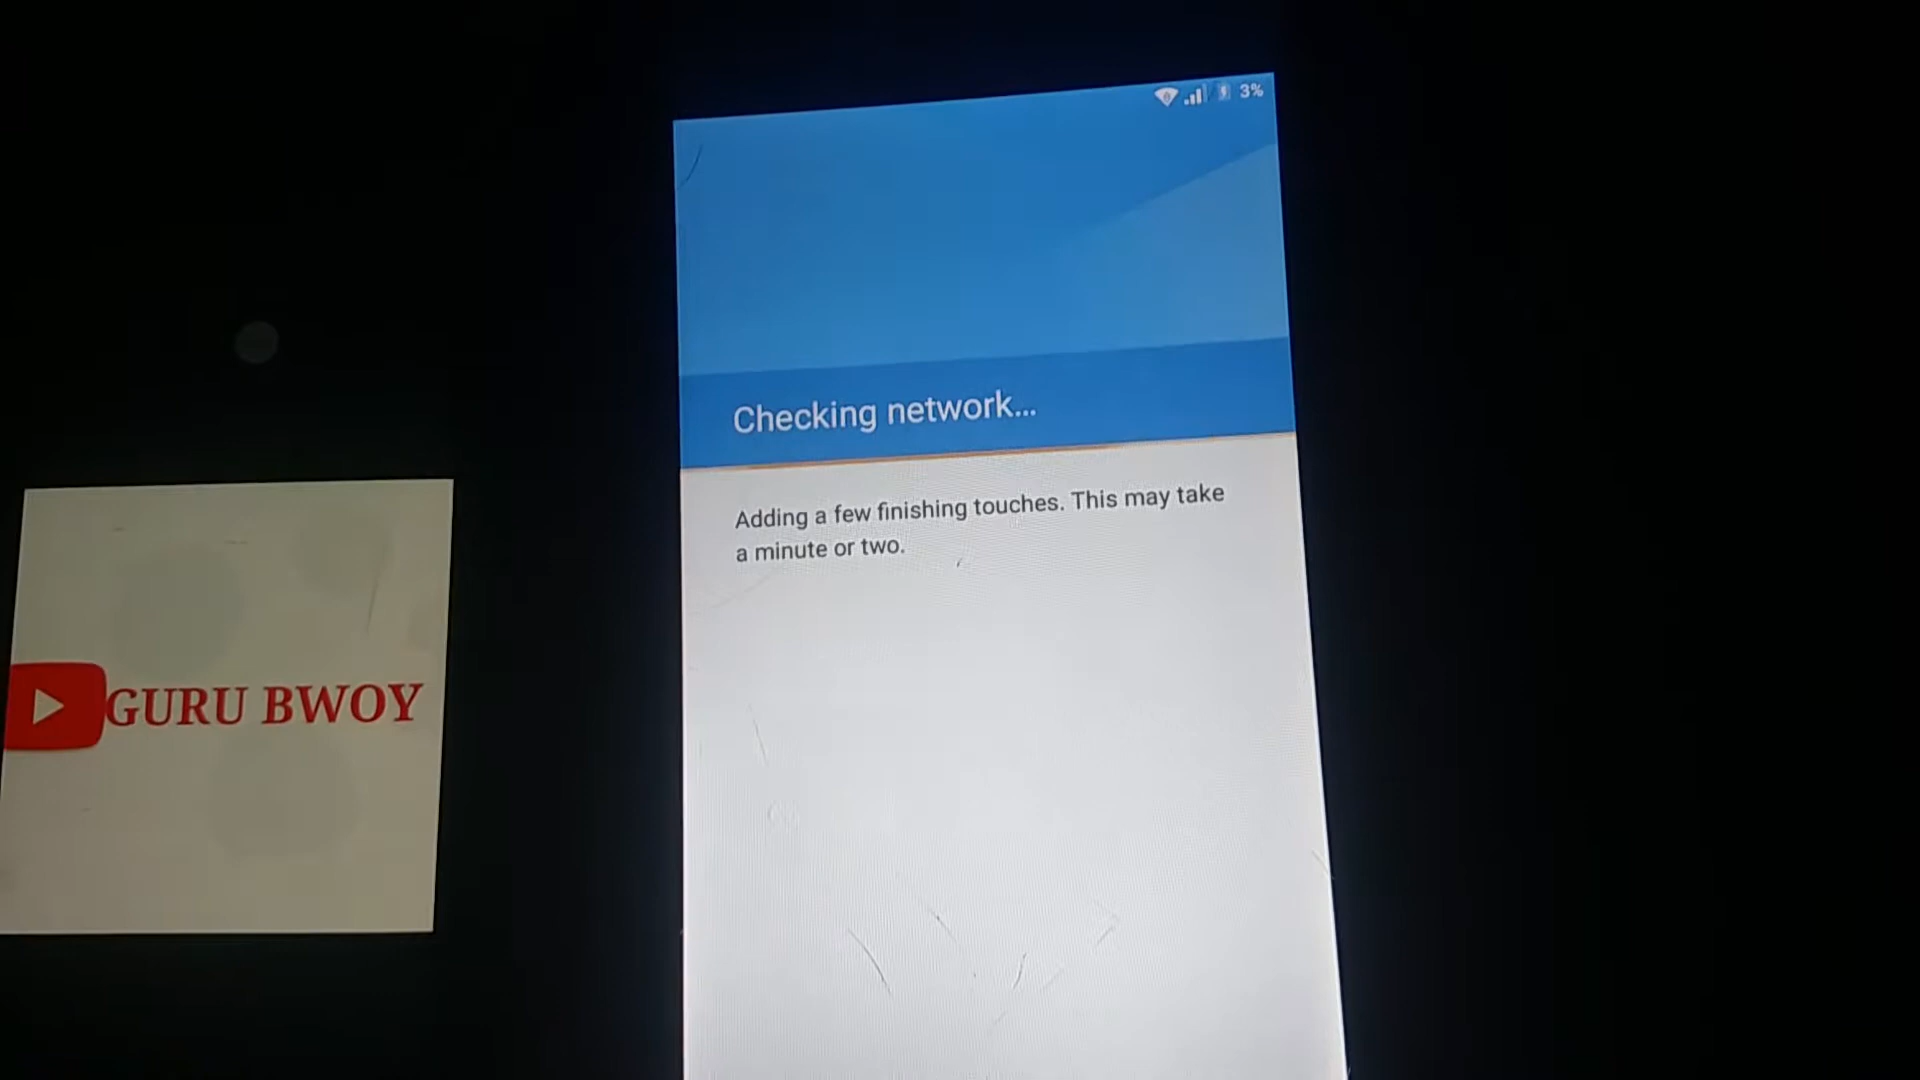 3%
Checking network...
Adding a few finishing touches. This may take
a minute or two.
GURU BWOY